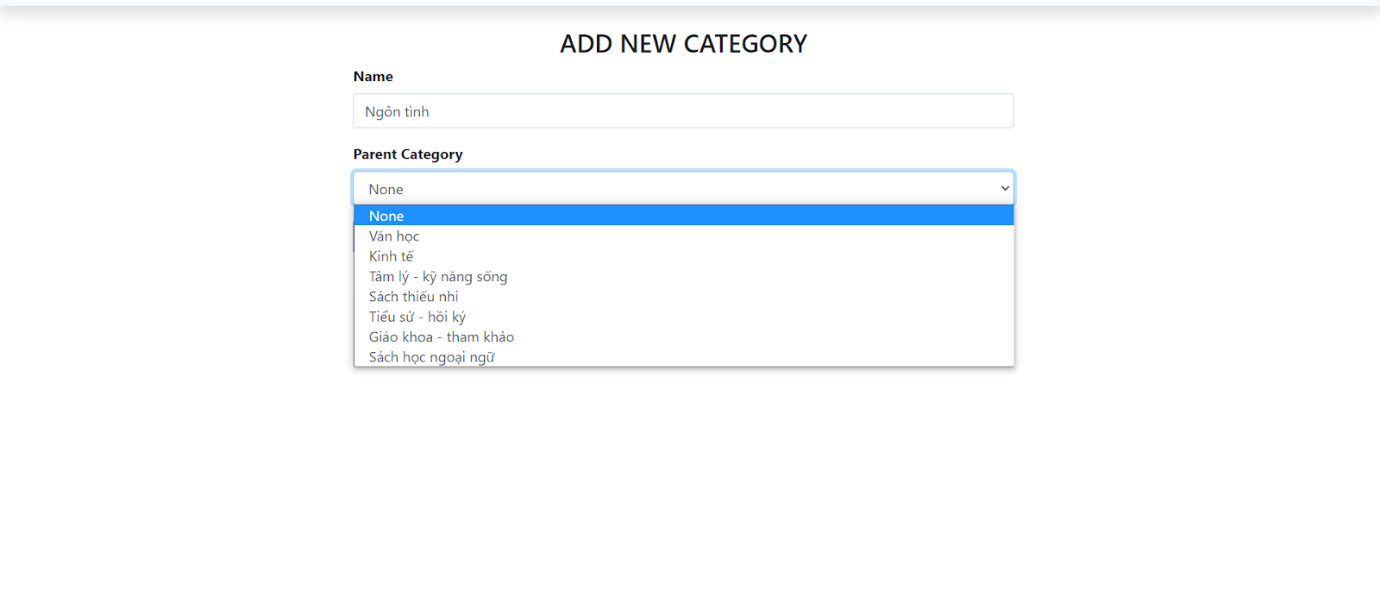 ADD NEW CATEGORY
Name
Ngôn tình
Parent Category
None
None
Văn học
Kinh tế
Tâm lý - kỹ năng sống
Sách thiếu nhi
Tiểu sử - hồi ký
Giáo khoa - tham khảo
Sách học ngoại ngữ